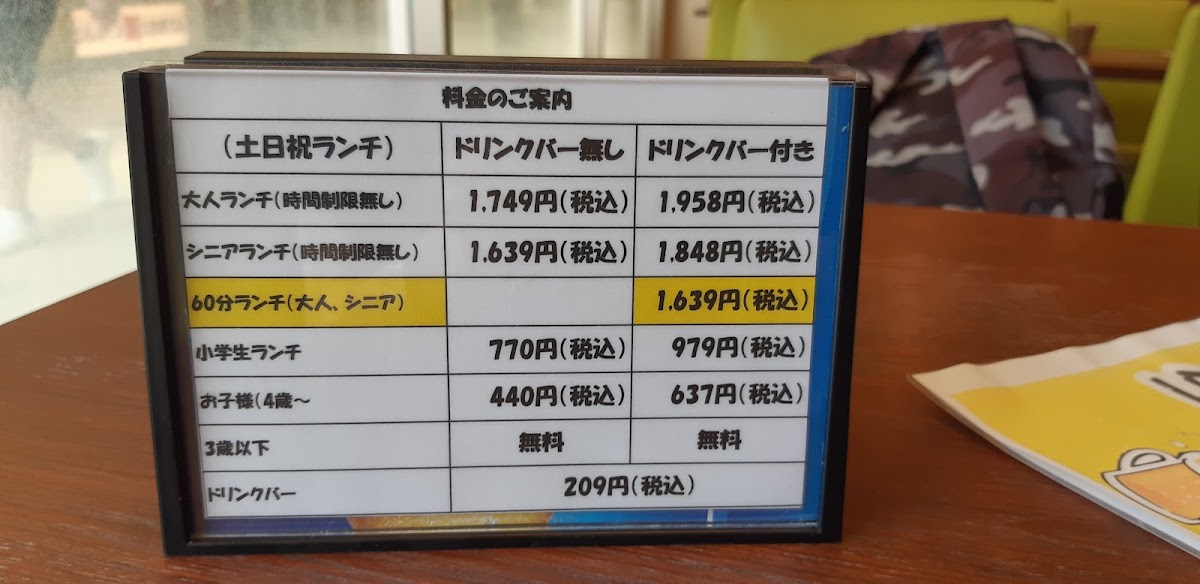 料金のご案内
(土日祝ランチ) ドリンクバー無し ドリンクバー付き
大人ランチ(時間制限無し) 1,749円(税込) 1,958円(税込)
シニアランチ(時間制限無し) 1,639円(税込) 1,848円(税込)
60分ランチ(大人、シニア) 1,639円(税込)
小学生ランチ 770円(税込) 979円(税込)
お子様(4歳～ 440円(税込) 637円(税込)
3歳以下 無料 無料
ドリンクバー 209円(税込)